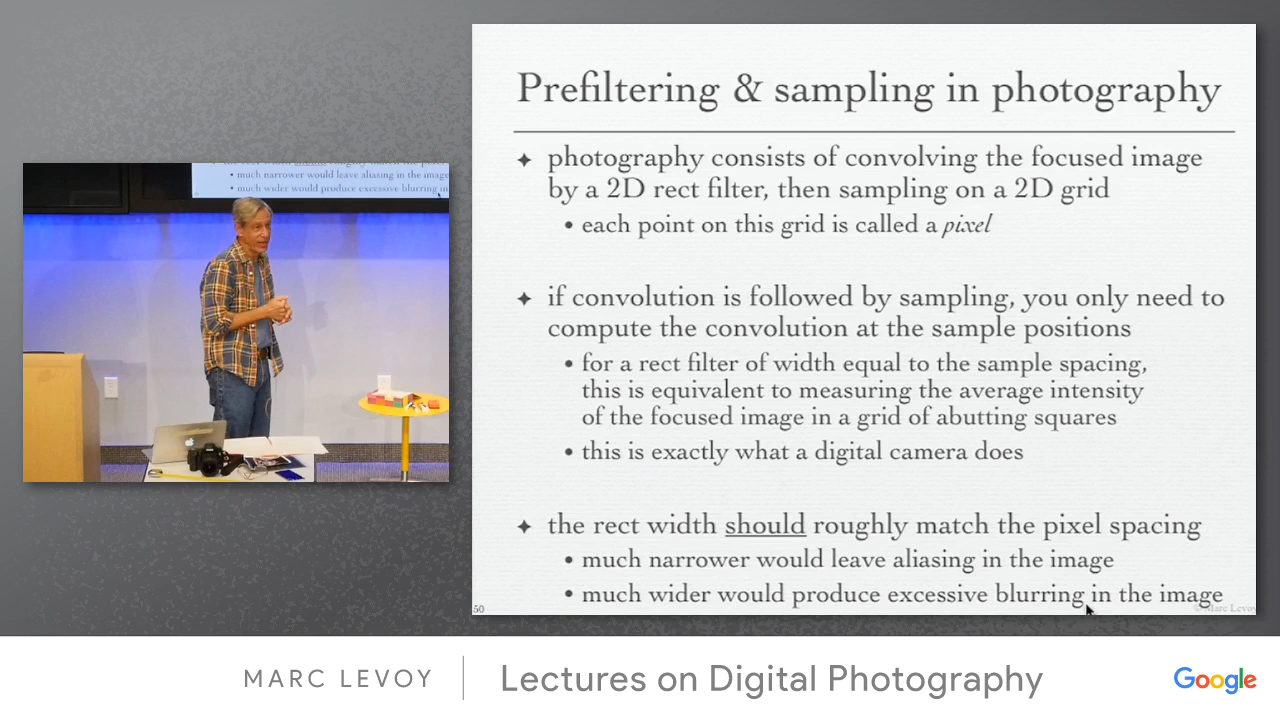 Prefiltering & sampling in photography
✦ photography consists of convolving the focused image
by a 2D rect filter, then sampling on a 2D grid
• each point on this grid is called a pixel
✦ if convolution is followed by sampling, you only need to
compute the convolution at the sample positions
• for a rect filter of width equal to the sample spacing,
this is equivalent to measuring the average intensity
of the focused image in a grid of abutting squares
• this is exactly what a digital camera does
✦ the rect width should roughly match the pixel spacing
• much narrower would leave aliasing in the image
• much wider would produce excessive blurring in the image
50
© Marc Levoy
• much narrower would leave aliasing in the image
• much wider would produce excessive blurring in
MARC LEVOY
Lectures on Digital Photography
Google